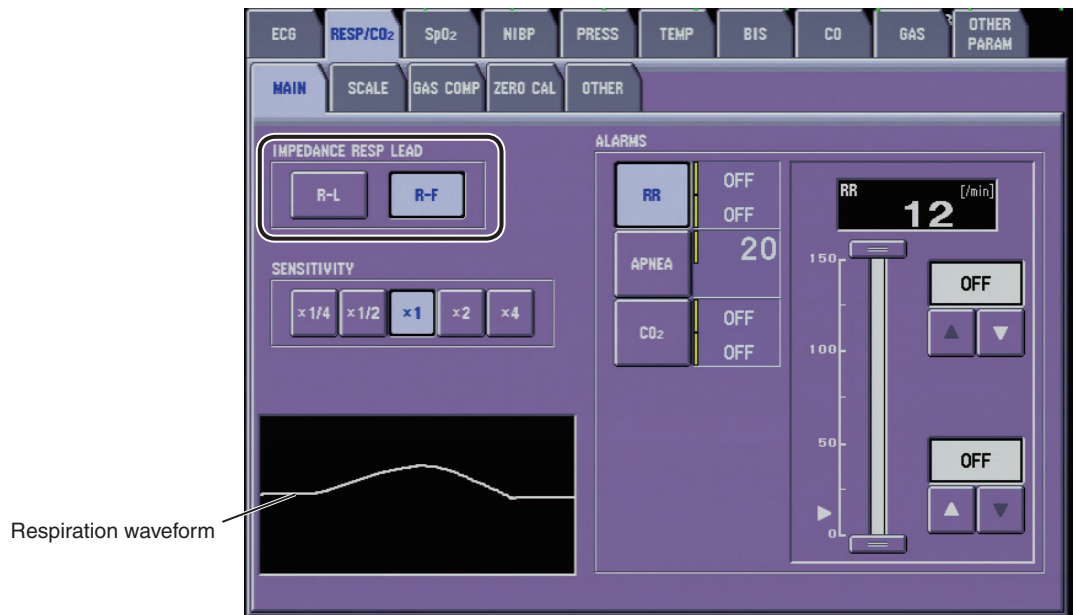 ECG RESP/CO₂ SpO₂ NIBP PRESS TEMP BIS CO GAS OTHER PARAM
MAIN SCALE GAS COMP ZERO CAL OTHER
IMPEDANCE RESP LEAD
R-L R-F
SENSITIVITY
×1/4 ×1/2 ×1 ×2 ×4
Respiration waveform
ALARMS
RR OFF
OFF
APNEA 20
CO₂ OFF
OFF
RR [/min]
12
150
100
50
0
OFF
OFF